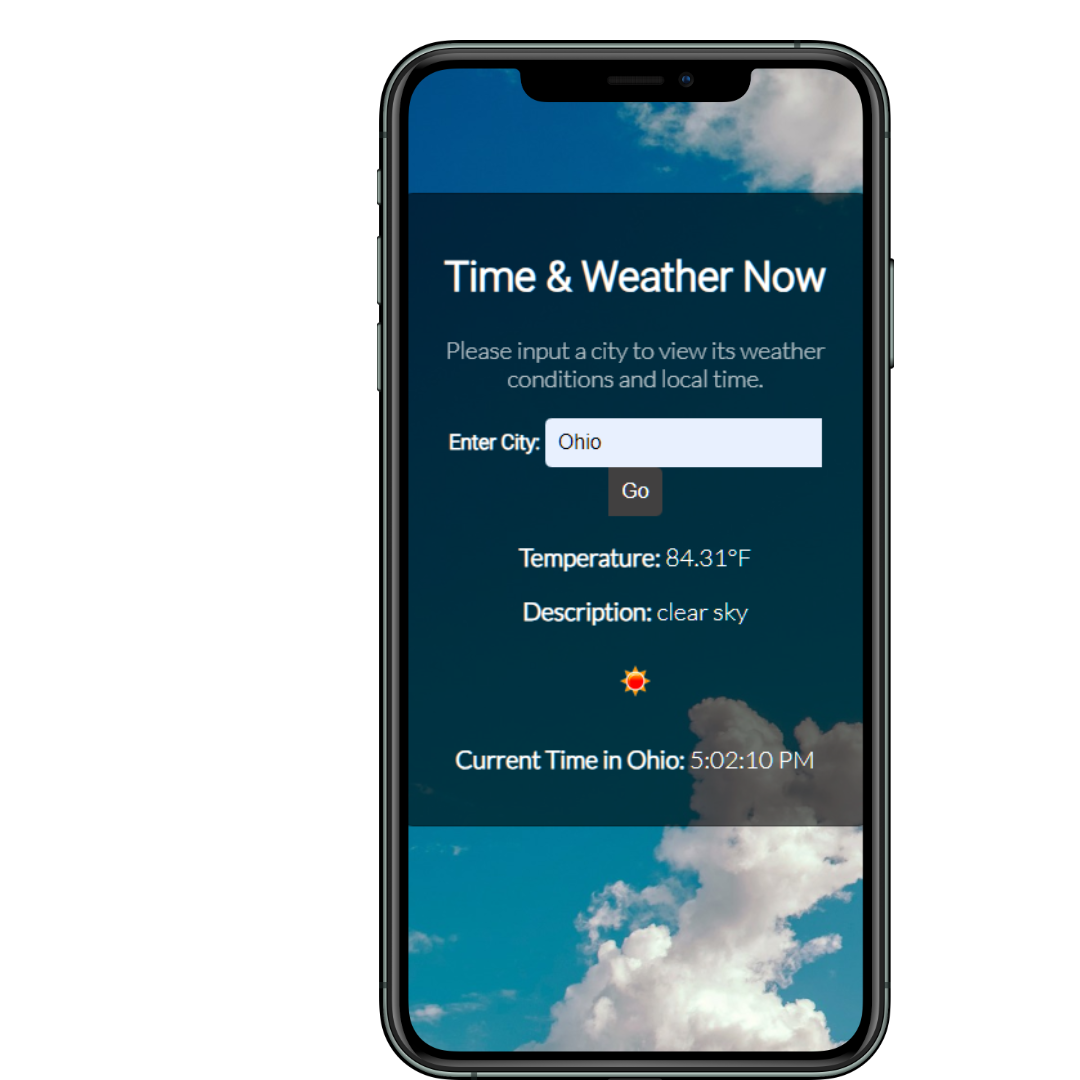 Time & Weather Now
Please input a city to view its weather
conditions and local time.
Enter City: Ohio
Go
Temperature: 84.31°F
Description: clear sky
Current Time in Ohio: 5:02:10 PM